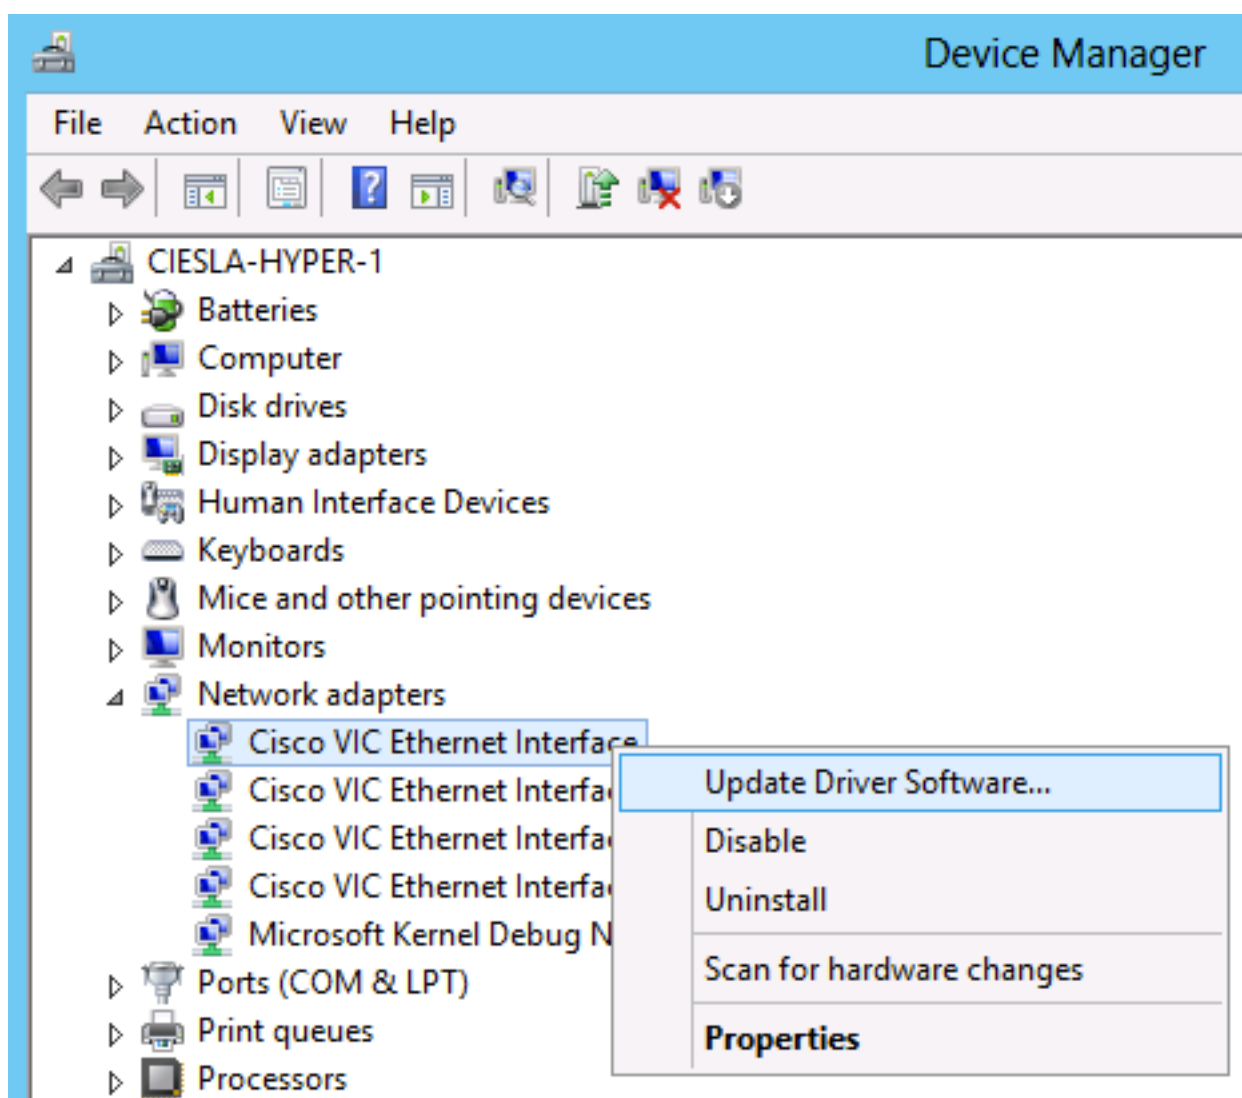 Device Manager
File Action View Help
CIESLA-HYPER-1
Batteries
Computer
Disk drives
Display adapters
Human Interface Devices
Keyboards
Mice and other pointing devices
Monitors
Network adapters
Cisco VIC Ethernet Interface
Cisco VIC Ethernet
Cisco VIC Ethernet
Cisco VIC Ethernet
Microsoft Kernel Debug
Ports (COM & LPT)
Print queues
Processors
Update Driver Software...
Disable
Uninstall
Scan for hardware changes
Properties